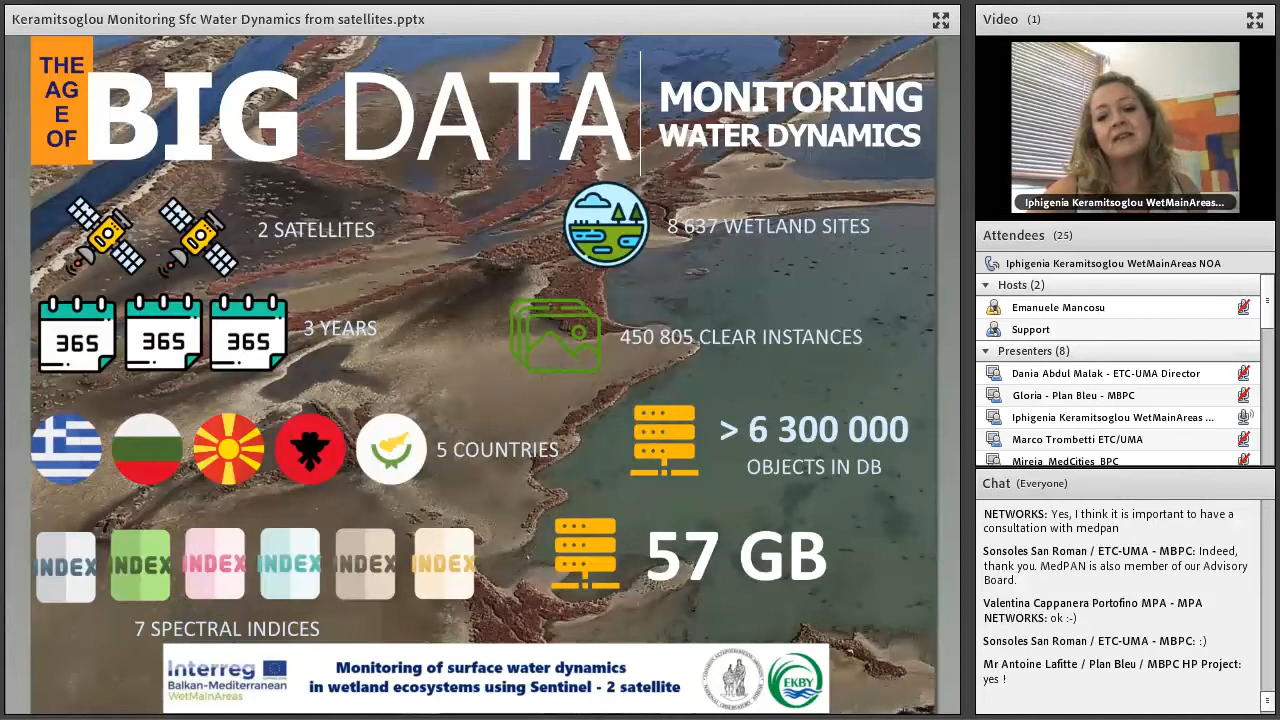 Keramitsoglou Monitoring Sfc Water Dynamics from satellites.pptx
THE
AG
E
OF
BIG DATA
MONITORING
WATER DYNAMICS
2 SATELLITES
8 637 WETLAND SITES
365
365
365
3 YEARS
450 805 CLEAR INSTANCES
5 COUNTRIES
> 6 300 000
OBJECTS IN DB
INDEX
INDEX
INDEX
INDEX
INDEX
INDEX
7 SPECTRAL INDICES
57 GB
Interreg
Balkan-Mediterranean
WetMainAreas
Monitoring of surface water dynamics
in wetland ecosystems using Sentinel - 2 satellite
EKBY
Video (1)
Iphigenia Keramitsoglou WetMainAreas...
Attendees (25)
Iphigenia Keramitsoglou WetMainAreas NOA
Hosts (2)
Emanuele Mancosu
Support
Presenters (8)
Dania Abdul Malak - ETC-UMA Director
Gloria - Plan Bleu - MBPC
Iphigenia Keramitsoglou WetMainAreas ...
Marco Trombetti ETC/UMA
Mireia_MedCities_BPC
Chat (Everyone)
NETWORKS: Yes, I think it is important to have a
consultation with medpan
Sonsoles San Roman / ETC-UMA - MBPC: Indeed,
thank you. MedPAN is also member of our Advisory
Board.
Valentina Cappanera Portofino MPA - MPA
NETWORKS: ok :-)
Sonsoles San Roman / ETC-UMA - MBPC: :)
Mr Antoine Lafitte / Plan Bleu / MBPC HP Project:
yes !